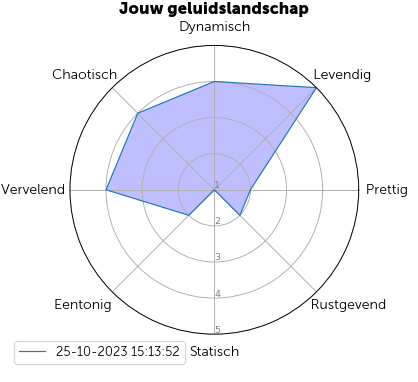 Jouw geluidslandschap
Dynamisch
Chaotisch
Levendig
Vervelend
1
Prettig
2
3
4
Eentonig
Rustgevend
5
25-10-2023 15:13:52
Statisch